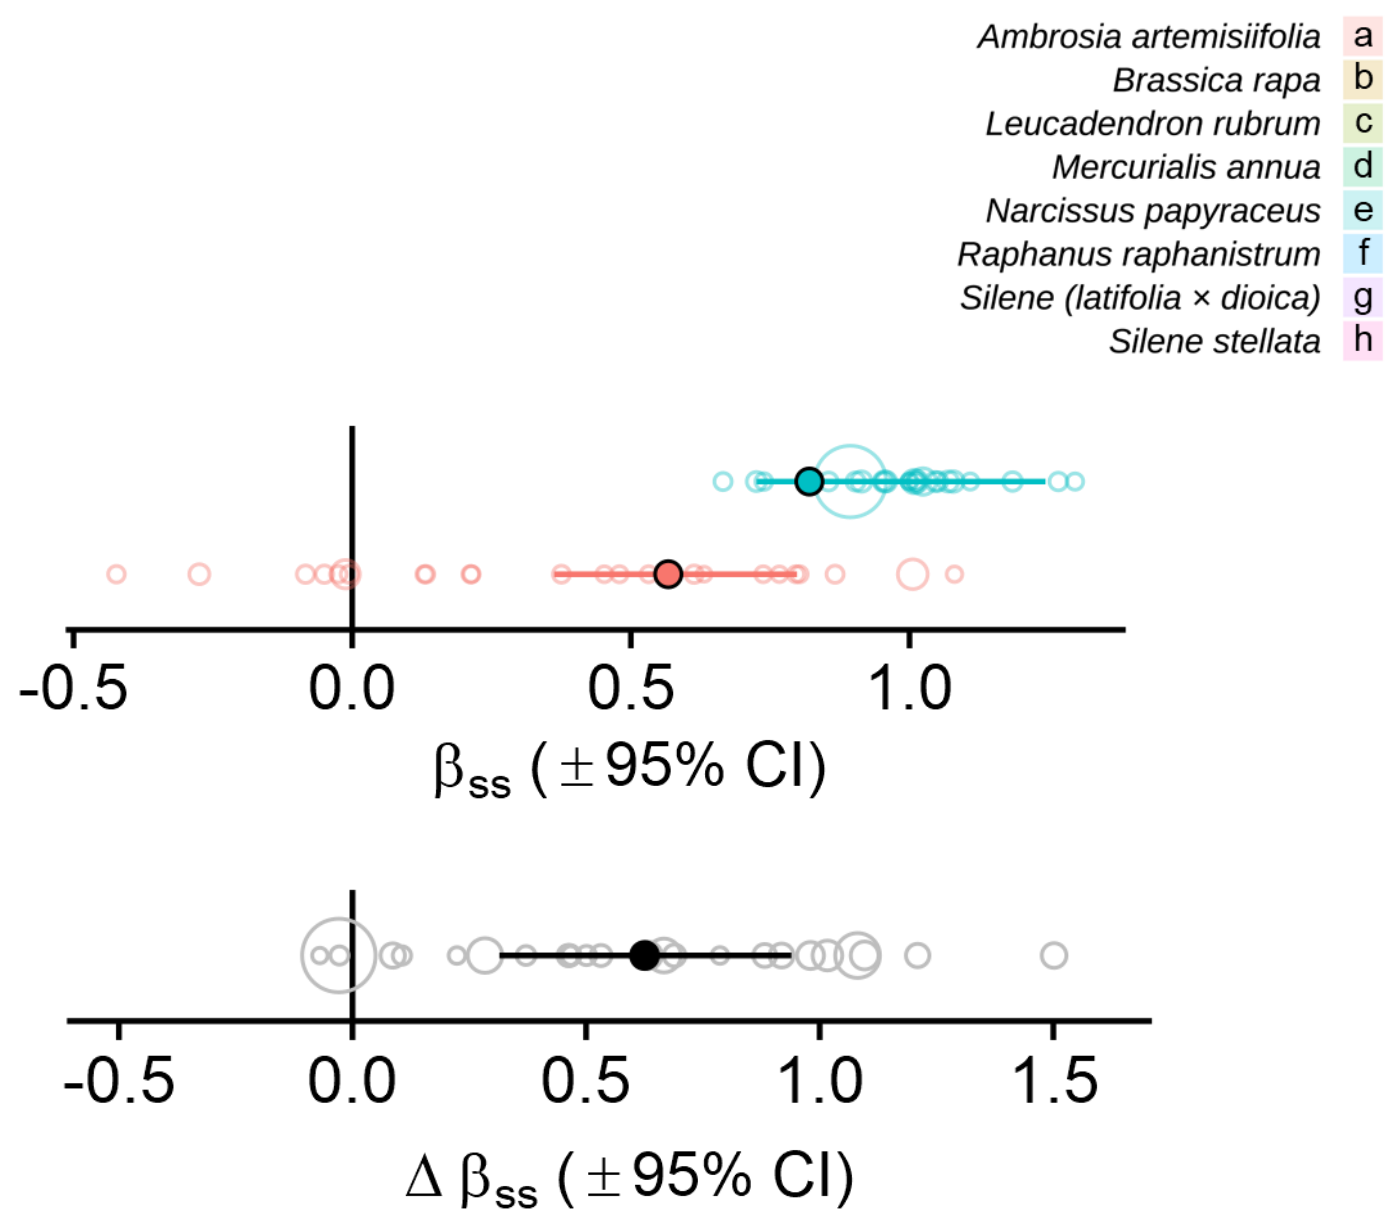 Ambrosia artemisiifolia a
Brassica rapa b
Leucadendron rubrum c
Mercurialis annua d
Narcissus papyraceus e
Raphanus raphanistrum f
Silene (latifolia × dioica) g
Silene stellata h
-0.5 0.0 0.5 1.0
βss (±95% CI)
-0.5 0.0 0.5 1.0 1.5
Δ βss (±95% CI)